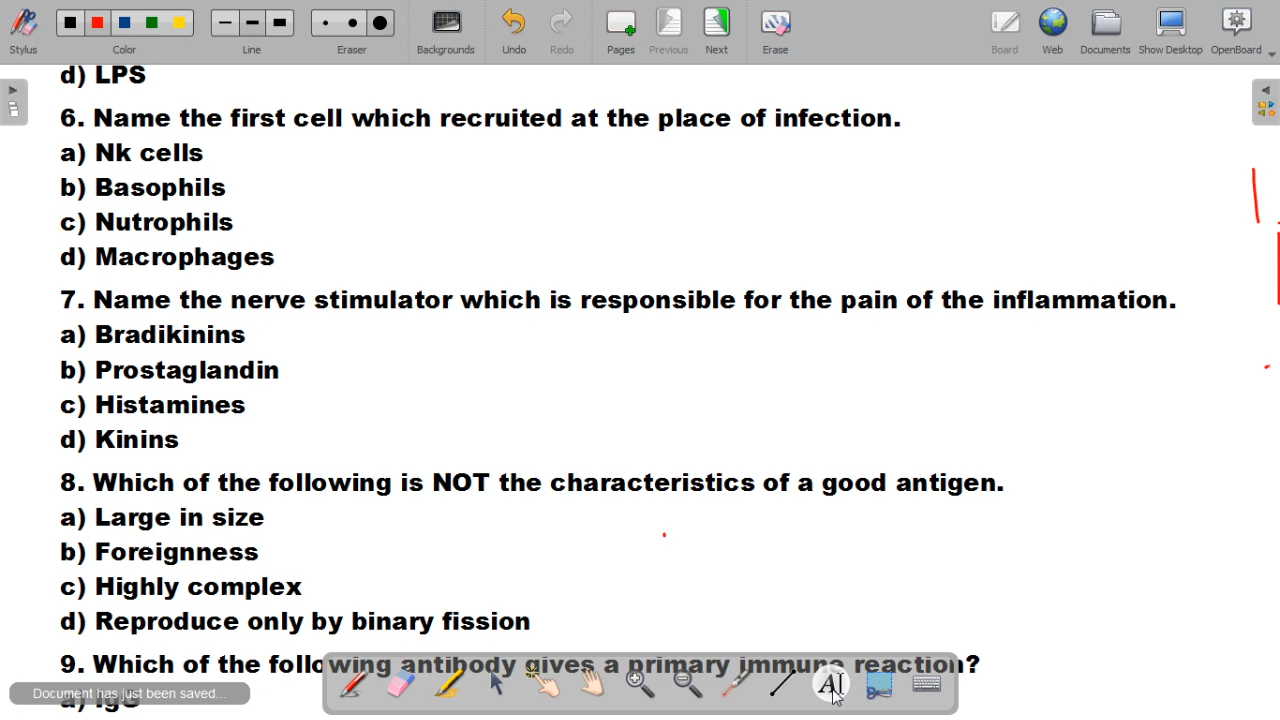 Stylus
Color
Line
Eraser
Backgrounds
Undo
Redo
Pages
Previous
Next
Erase
Board
Web
Documents
Show Desktop
OpenBoard
d) LPS
6. Name the first cell which recruited at the place of infection.
a) Nk cells
b) Basophils
c) Nutrophils
d) Macrophages
7. Name the nerve stimulator which is responsible for the pain of the inflammation.
a) Bradikinins
b) Prostaglandin
c) Histamines
d) Kinins
8. Which of the following is NOT the characteristics of a good antigen.
a) Large in size
b) Foreignness
c) Highly complex
d) Reproduce only by binary fission
9. Which of the following antibody gives a primary immune reaction?
Document has just been saved...
a) IgG
AI